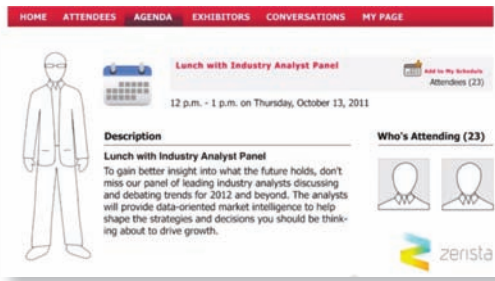 HOME ATTENDEES AGENDA EXHIBITORS CONVERSATIONS MY PAGE
Lunch with Industry Analyst Panel
Add to My Schedule
Attendees (23)
12 p.m. - 1 p.m. on Thursday, October 13, 2011
Description
Who's Attending (23)
Lunch with Industry Analyst Panel
To gain better insight into what the future holds, don't
miss our panel of leading industry analysts discussing
and debating trends for 2012 and beyond. The analysts
will provide data-oriented market intelligence to help
shape the strategies and decisions you should be think-
ing about to drive growth.
zerista